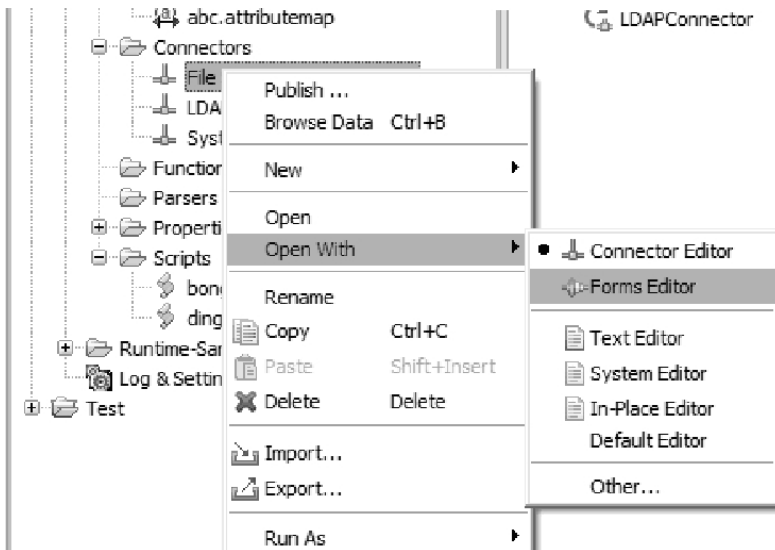 abc.attributemap
LDAPConnector
Connectors
File
LDA
Syst
Function
Parsers
Properti
Scripts
bon
ding
Runtime-Sar
Log & Settin
Test
Publish ...
Browse Data Ctrl+B
New
Open
Open With
Rename
Copy Ctrl+C
Paste Shift+Insert
Delete Delete
Import...
Export...
Run As
Connector Editor
Forms Editor
Text Editor
System Editor
In-Place Editor
Default Editor
Other...